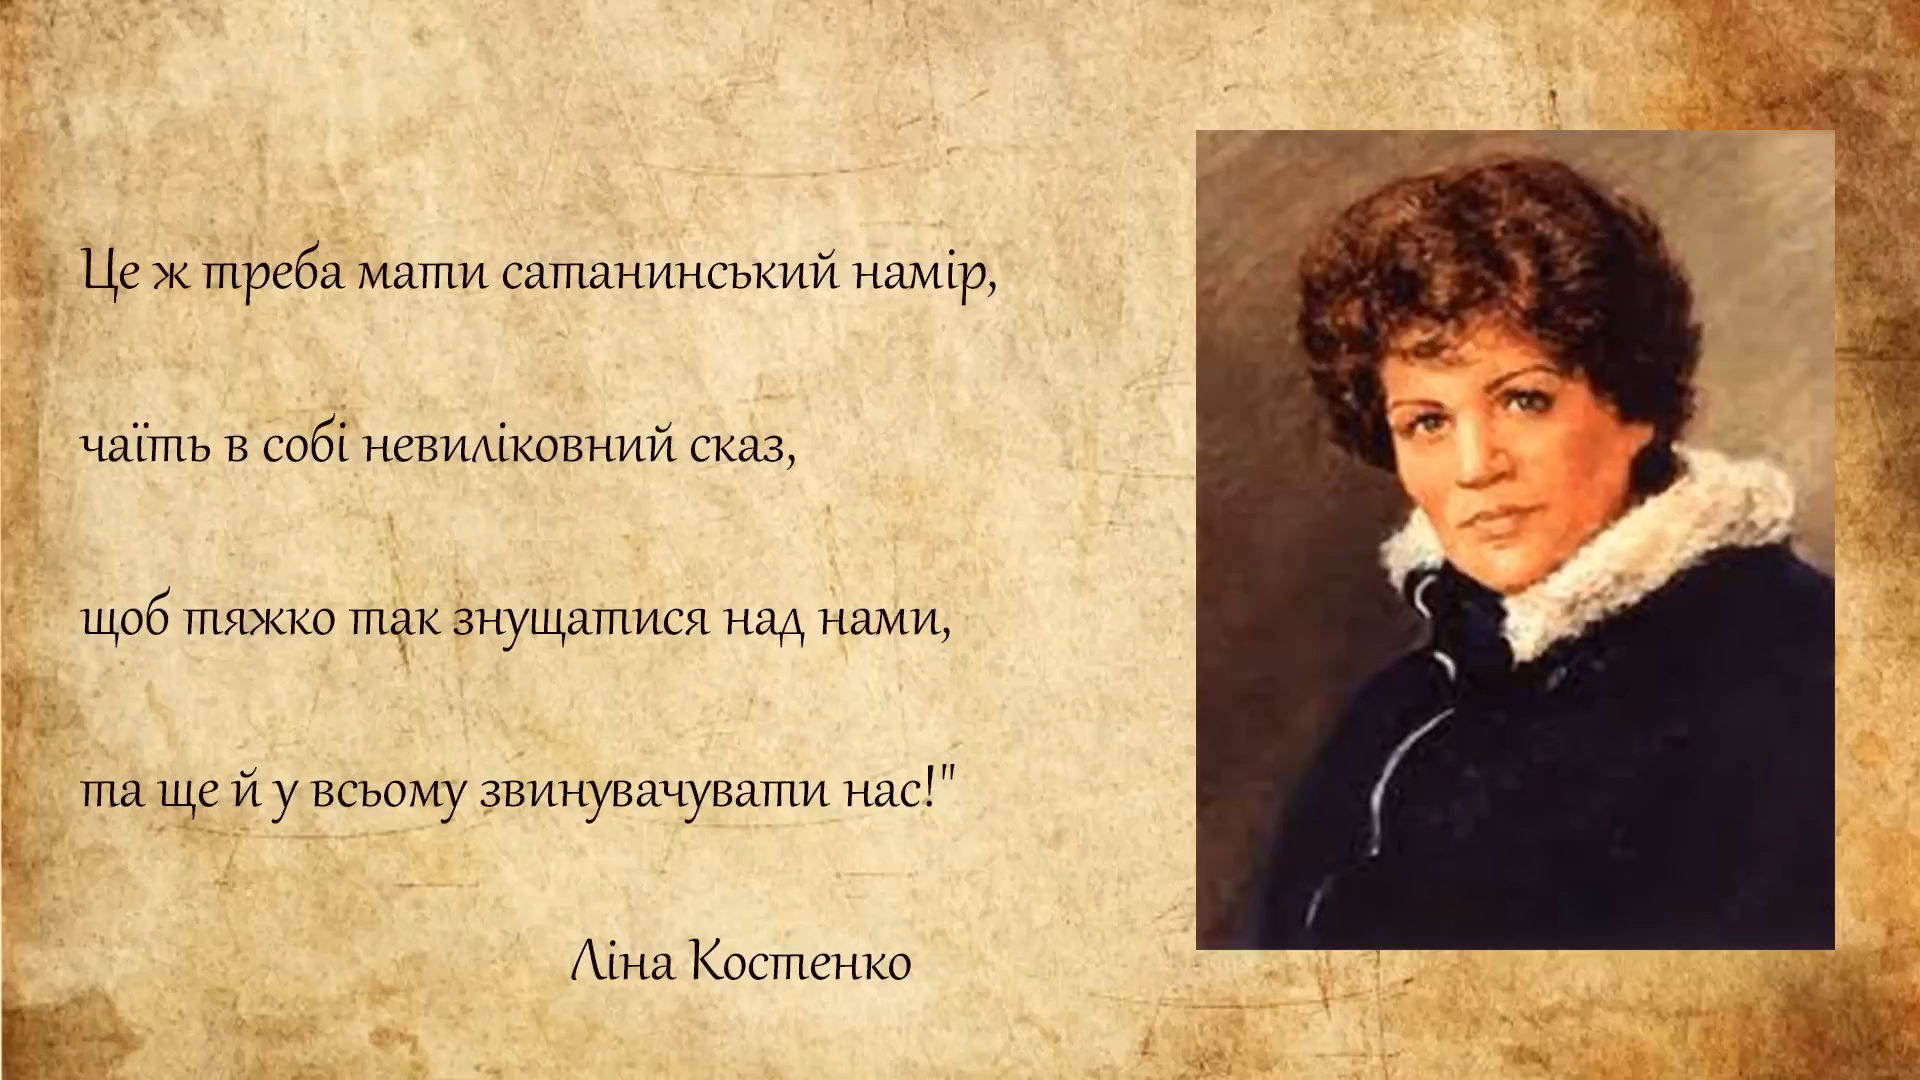 Це ж треба мати сатанинський намір,
чаїть в собі невиліковний сказ,
щоб тяжко так знущатися над нами,
та ще й у всьому звинувачувати нас!"
Ліна Костенко